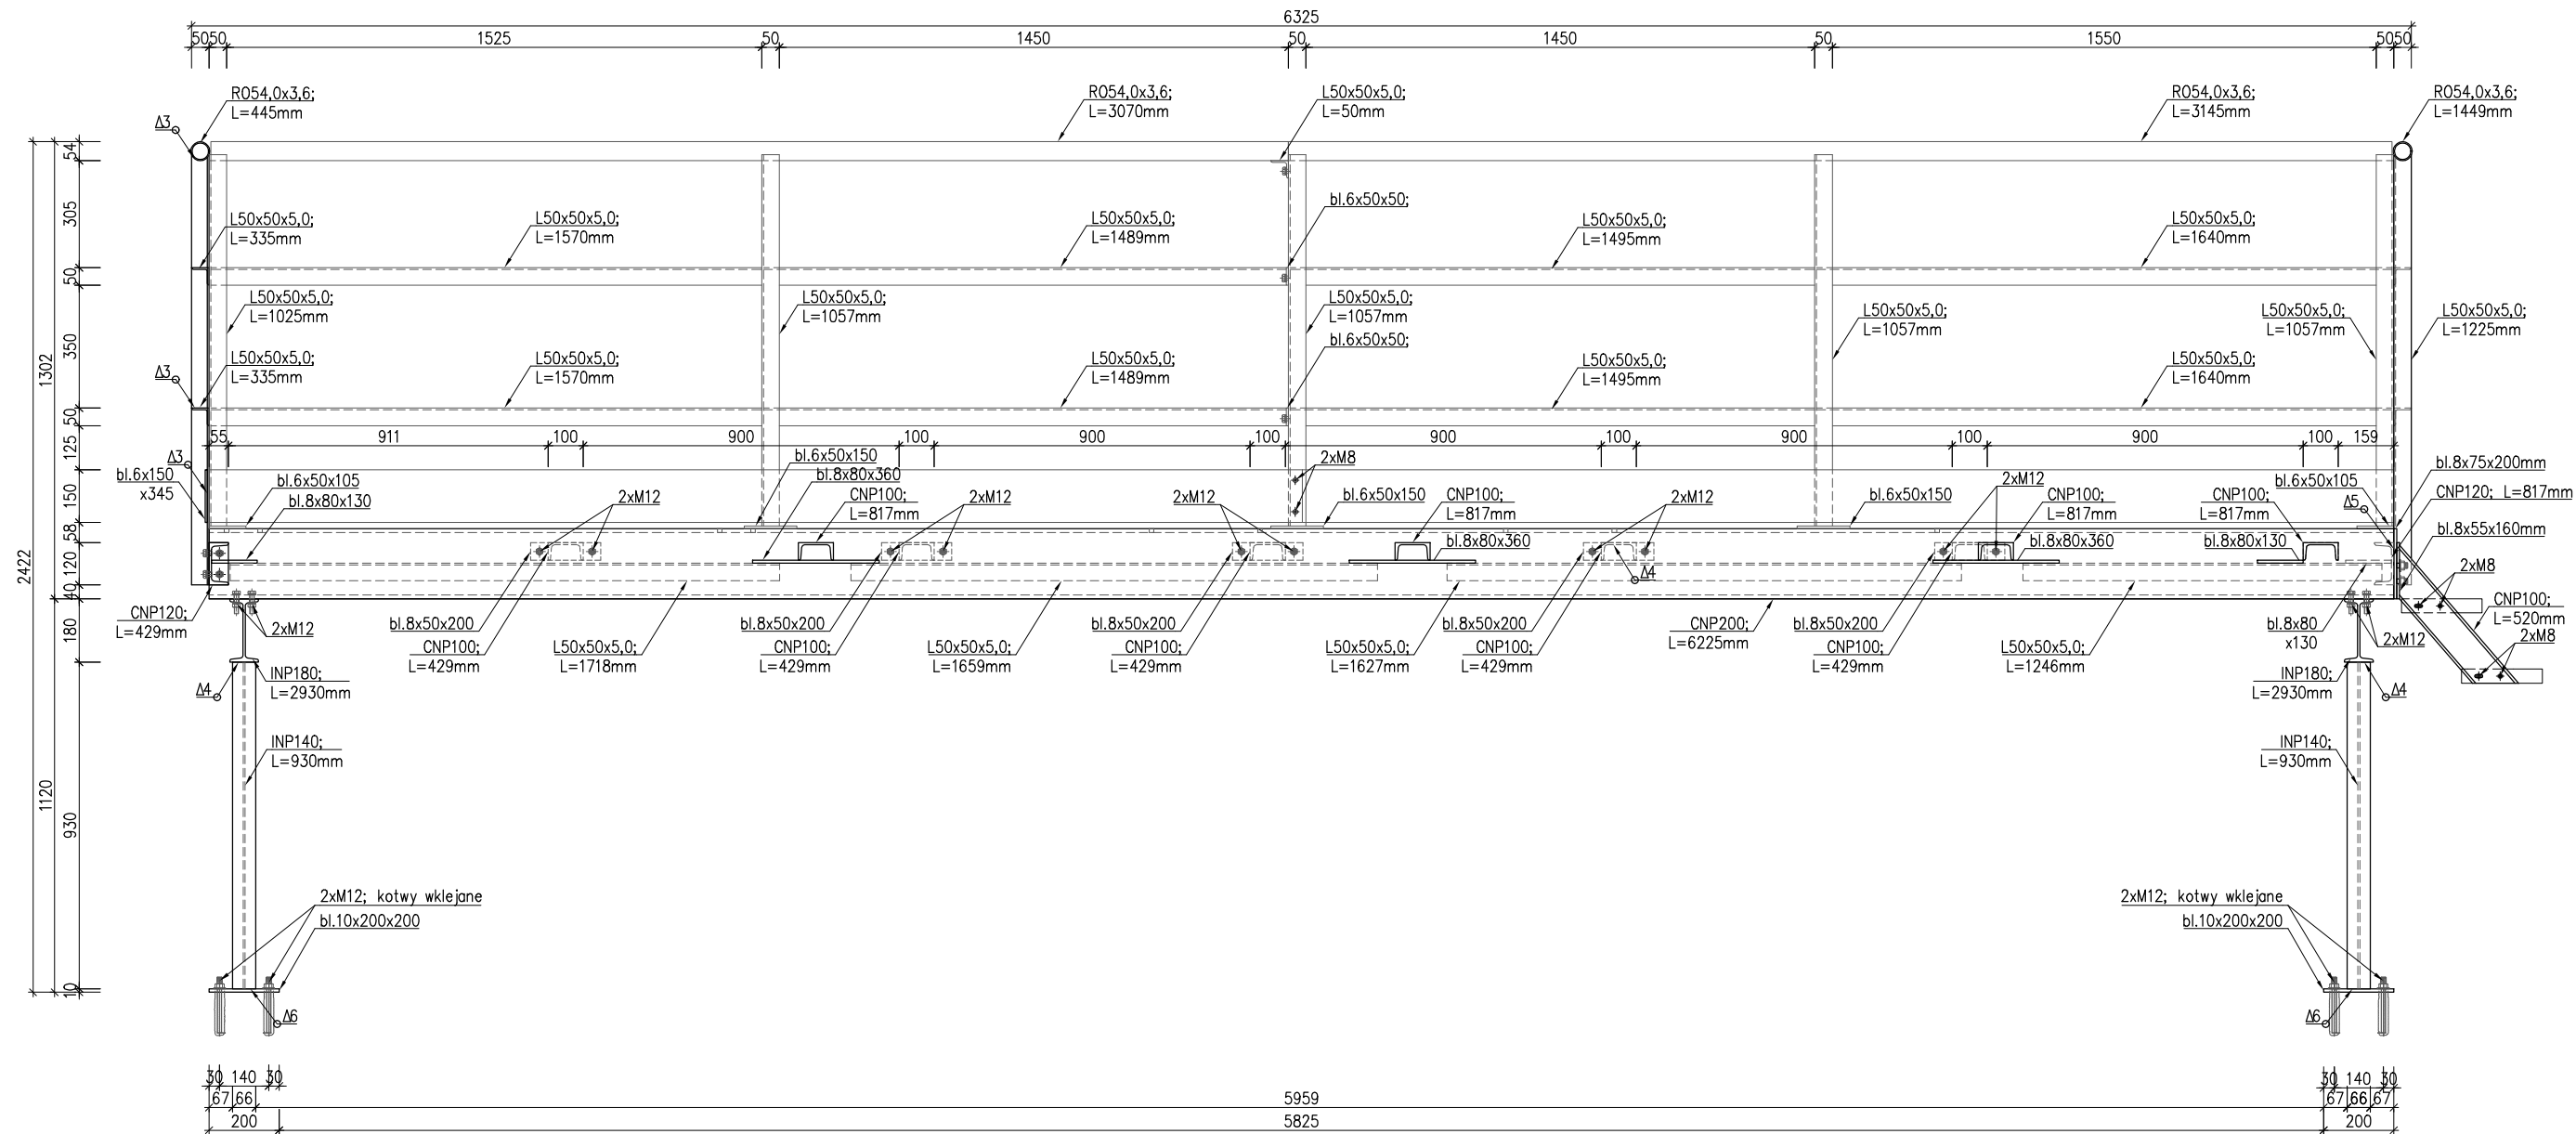 6325
50 50 1525 50 1450 50 1450 50 1550 50 50
RO54,0x3,6;
L=445mm
RO54,0x3,6;
L=3070mm
L50x50x5,0;
L=50mm
RO54,0x3,6;
L=3145mm
RO54,0x3,6;
L=1449mm
Δ3
54
305
50
350
50
125
150
58
120
40
180
930
10
1302
1120
2422
L50x50x5,0;
L=335mm
L50x50x5,0;
L=1570mm
L50x50x5,0;
L=1489mm
bl.6x50x50;
L50x50x5,0;
L=1495mm
L50x50x5,0;
L=1640mm
L50x50x5,0;
L=1025mm
L50x50x5,0;
L=1057mm
L50x50x5,0;
L=1057mm
L50x50x5,0;
L=1057mm
L50x50x5,0;
L=1057mm
L50x50x5,0;
L=1225mm
Δ3
L50x50x5,0;
L=335mm
L50x50x5,0;
L=1570mm
L50x50x5,0;
L=1489mm
bl.6x50x50;
L50x50x5,0;
L=1495mm
L50x50x5,0;
L=1640mm
55 911 100 900 100 900 100 900 100 900 100 900 100 159
Δ3
bl.6x150
x345
bl.6x50x105
bl.8x80x130
2xM12
bl.6x50x150
bl.8x80x360
CNP100;
L=817mm
2xM12
2xM12
2xM8
bl.6x50x150
CNP100;
L=817mm
bl.8x80x360
2xM12
bl.6x50x150
2xM12
CNP100;
L=817mm
bl.8x80x360
CNP100;
L=817mm
bl.8x80x130
bl.6x50x105
Δ5
bl.8x75x200mm
CNP120; L=817mm
bl.8x55x160mm
2xM8
CNP100;
L=520mm
2xM8
Δ4
CNP120;
L=429mm
2xM12
bl.8x50x200
CNP100;
L=429mm
L50x50x5,0;
L=1718mm
bl.8x50x200
CNP100;
L=429mm
L50x50x5,0;
L=1659mm
bl.8x50x200
CNP100;
L=429mm
L50x50x5,0;
L=1627mm
bl.8x50x200
CNP100;
L=429mm
CNP200;
L=6225mm
bl.8x50x200
CNP100;
L=429mm
L50x50x5,0;
L=1246mm
bl.8x80
x130
2xM12
Δ4
INP180;
L=2930mm
INP180;
L=2930mm
Δ4
INP140;
L=930mm
INP140;
L=930mm
2xM12; kotwy wklejane
bl.10x200x200
2xM12; kotwy wklejane
bl.10x200x200
Δ6
Δ6
30 140 30
30 140 30
67 66
5959
67 66 67
200
5825
200